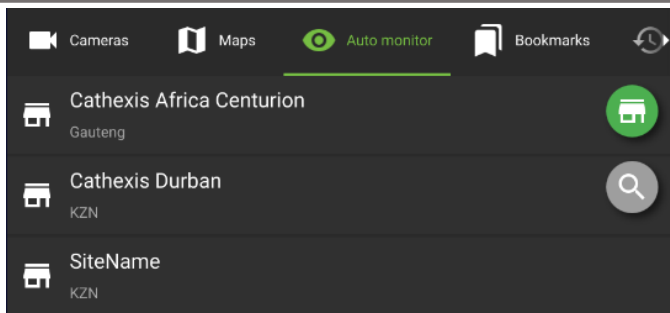 Cameras Maps Auto monitor Bookmarks
Cathexis Africa Centurion
Gauteng
Cathexis Durban
KZN
SiteName
KZN